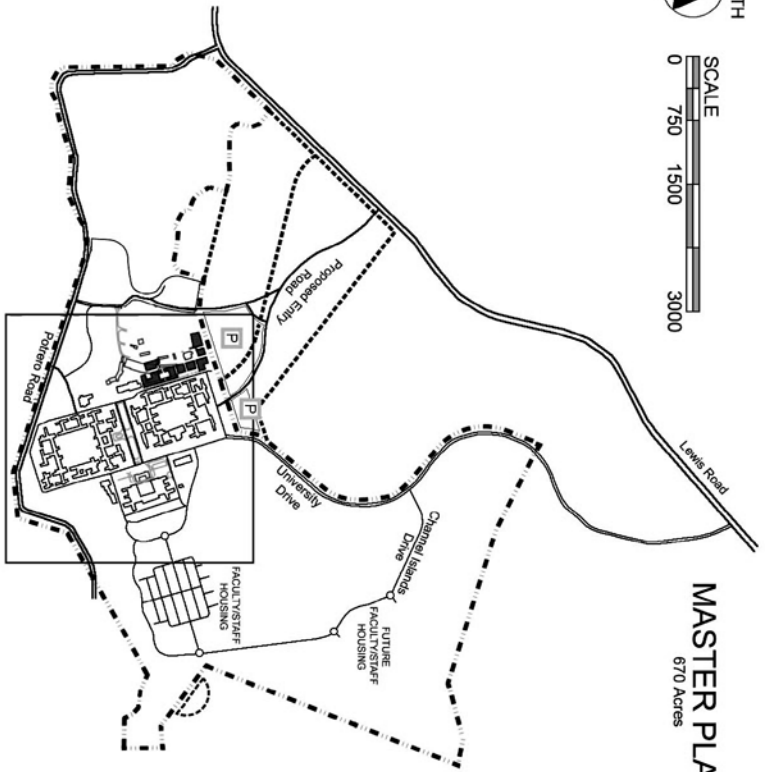 TH
SCALE
0 750 1500 3000
MASTER PLA
670 Acres
Lewis Road
Proposed Entry
Road
P
P
University
Drive
Channel Islands
Drive
Potrero Road
FACULTY/STAFF
HOUSING
FUTURE
FACULTY/STAFF
HOUSING